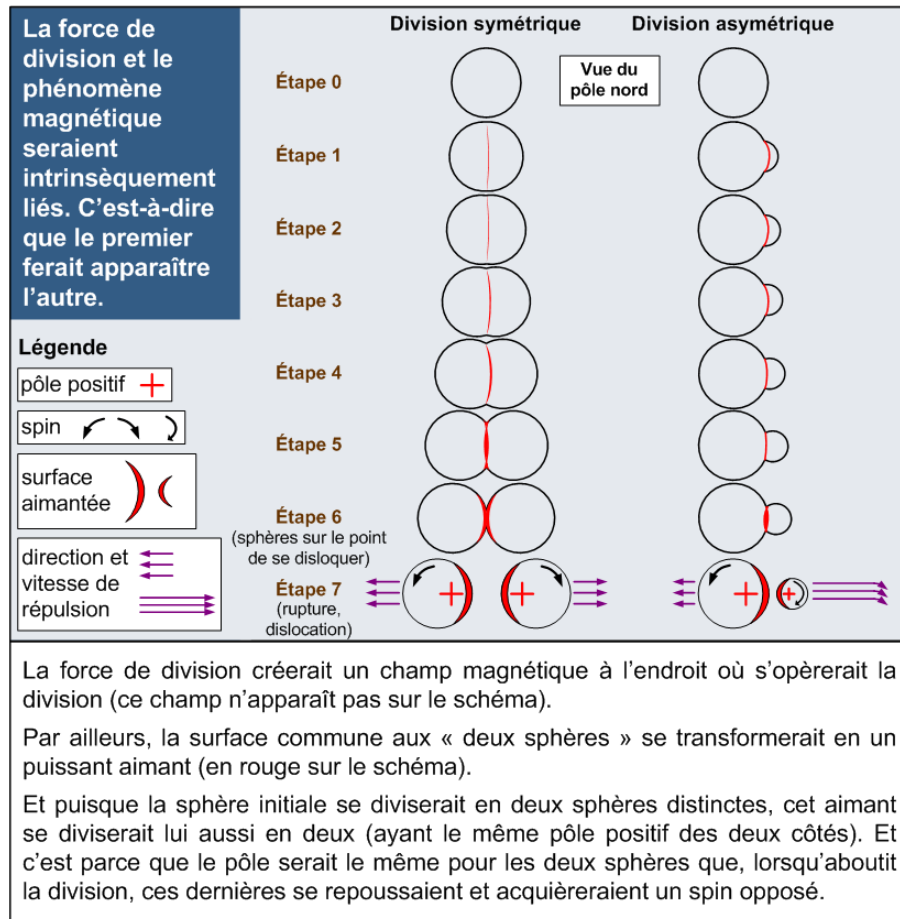 La force de
division et le
phénomène
magnétique
seraient
intrinsèquement
liés. C'est-à-dire
que le premier
ferait apparaître
l'autre.
Légende
pôle positif
spin
surface
aimantée
direction et
vitesse de
répulsion
Division symétrique
Division asymétrique
Vue du
pôle nord
Étape 0
Étape 1
Étape 2
Étape 3
Étape 4
Étape 5
Étape 6
(sphères sur le point
de se disloquer)
Étape 7
(rupture,
dislocation)
La force de division créerait un champ magnétique à l'endroit où s'opèrerait la
division (ce champ n'apparaît pas sur le schéma).
Par ailleurs, la surface commune aux « deux sphères » se transformerait en un
puissant aimant (en rouge sur le schéma).
Et puisque la sphère initiale se diviserait en deux sphères distinctes, cet aimant
se diviserait lui aussi en deux (ayant le même pôle positif des deux côtés). Et
c'est parce que le pôle serait le même pour les deux sphères que, lorsqu'aboutit
la division, ces dernières se repoussaient et acquièreraient un spin opposé.